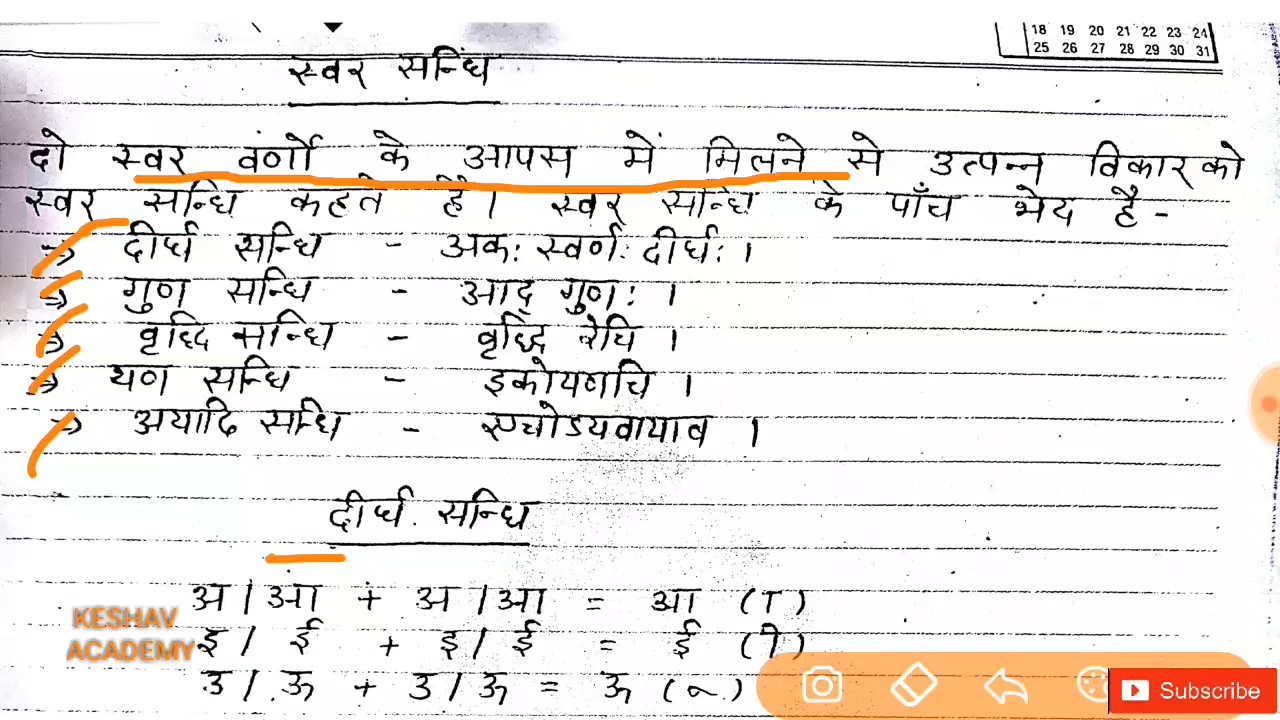 18 19 20 21 22 23 24
25 26 27 28 29 30 31
स्वर सन्धि
दो स्वर वर्णों के आपस में मिलने से उत्पन्न विकार को
स्वर सन्धि कहते हैं। स्वर सन्धि के पाँच भेद है -
→ दीर्घ सन्धि - अकः स्वर्णः दीर्घः।
→ गुण सन्धि - आद् गुणः।
→ वृद्धि सन्धि - वृद्धि रेचि।
→ यण सन्धि - इकोयणचि।
→ अयादि सन्धि - एचोऽयवायाव।
दीर्घ सन्धि
अ / आ + अ / आ = आ (ा)
इ / ई + इ / ई = ई (ी)
उ / ऊ + उ / ऊ = ऊ (ू)
KESHAV
ACADEMY
Subscribe